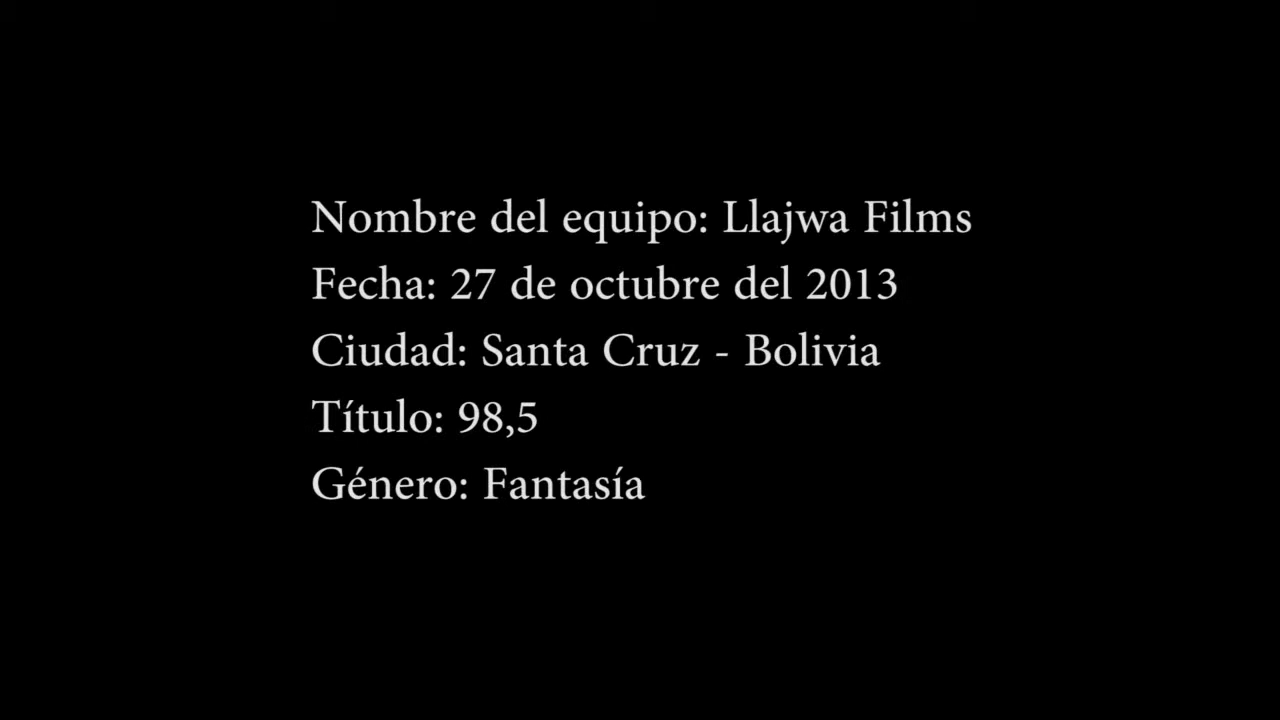 Nombre del equipo: Llajwa Films
Fecha: 27 de octubre del 2013
Ciudad: Santa Cruz - Bolivia
Título: 98,5
Género: Fantasía